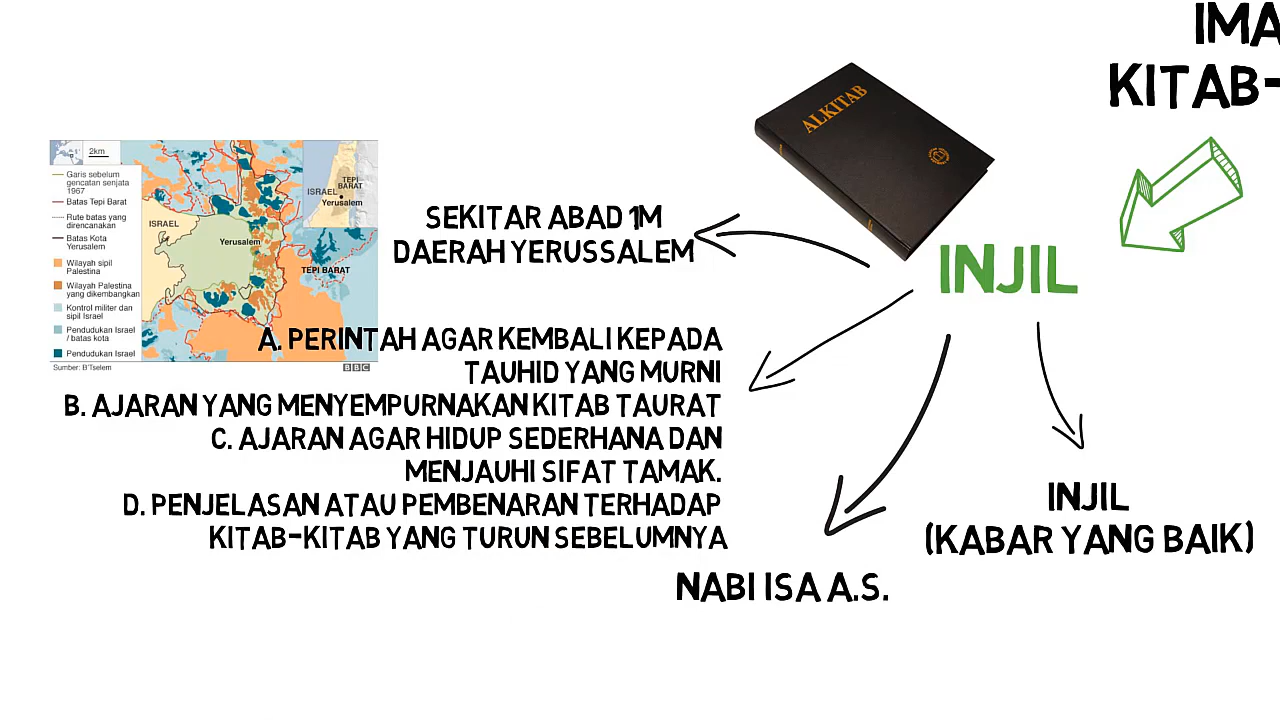 IMA
KITAB-
ALKITAB
INJIL
SEKITAR ABAD 1M
DAERAH YERUSSALEM
A. PERINTAH AGAR KEMBALI KEPADA
TAUHID YANG MURNI
B. AJARAN YANG MENYEMPURNAKAN KITAB TAURAT
C. AJARAN AGAR HIDUP SEDERHANA DAN
MENJAUHI SIFAT TAMAK.
D. PENJELASAN ATAU PEMBENARAN TERHADAP
KITAB-KITAB YANG TURUN SEBELUMNYA
NABI ISA A.S.
INJIL
(KABAR YANG BAIK)
2km
Garis sebelum
gencatan senjata
1967
Batas Tepi Barat
Rute batas yang
direncanakan
Batas Kota
Yerusalem
Wilayah sipil
Palestina
Wilayah Palestina
yang dikembangkan
Kontrol militer dan
sipil Israel
Pendudukan Israel
/ batas kota
Pendudukan Israel
ISRAEL
Yerusalem
TEPI BARAT
TEPI
BARAT
ISRAEL
Yerusalem
Sumber: B'Tselem
BBC